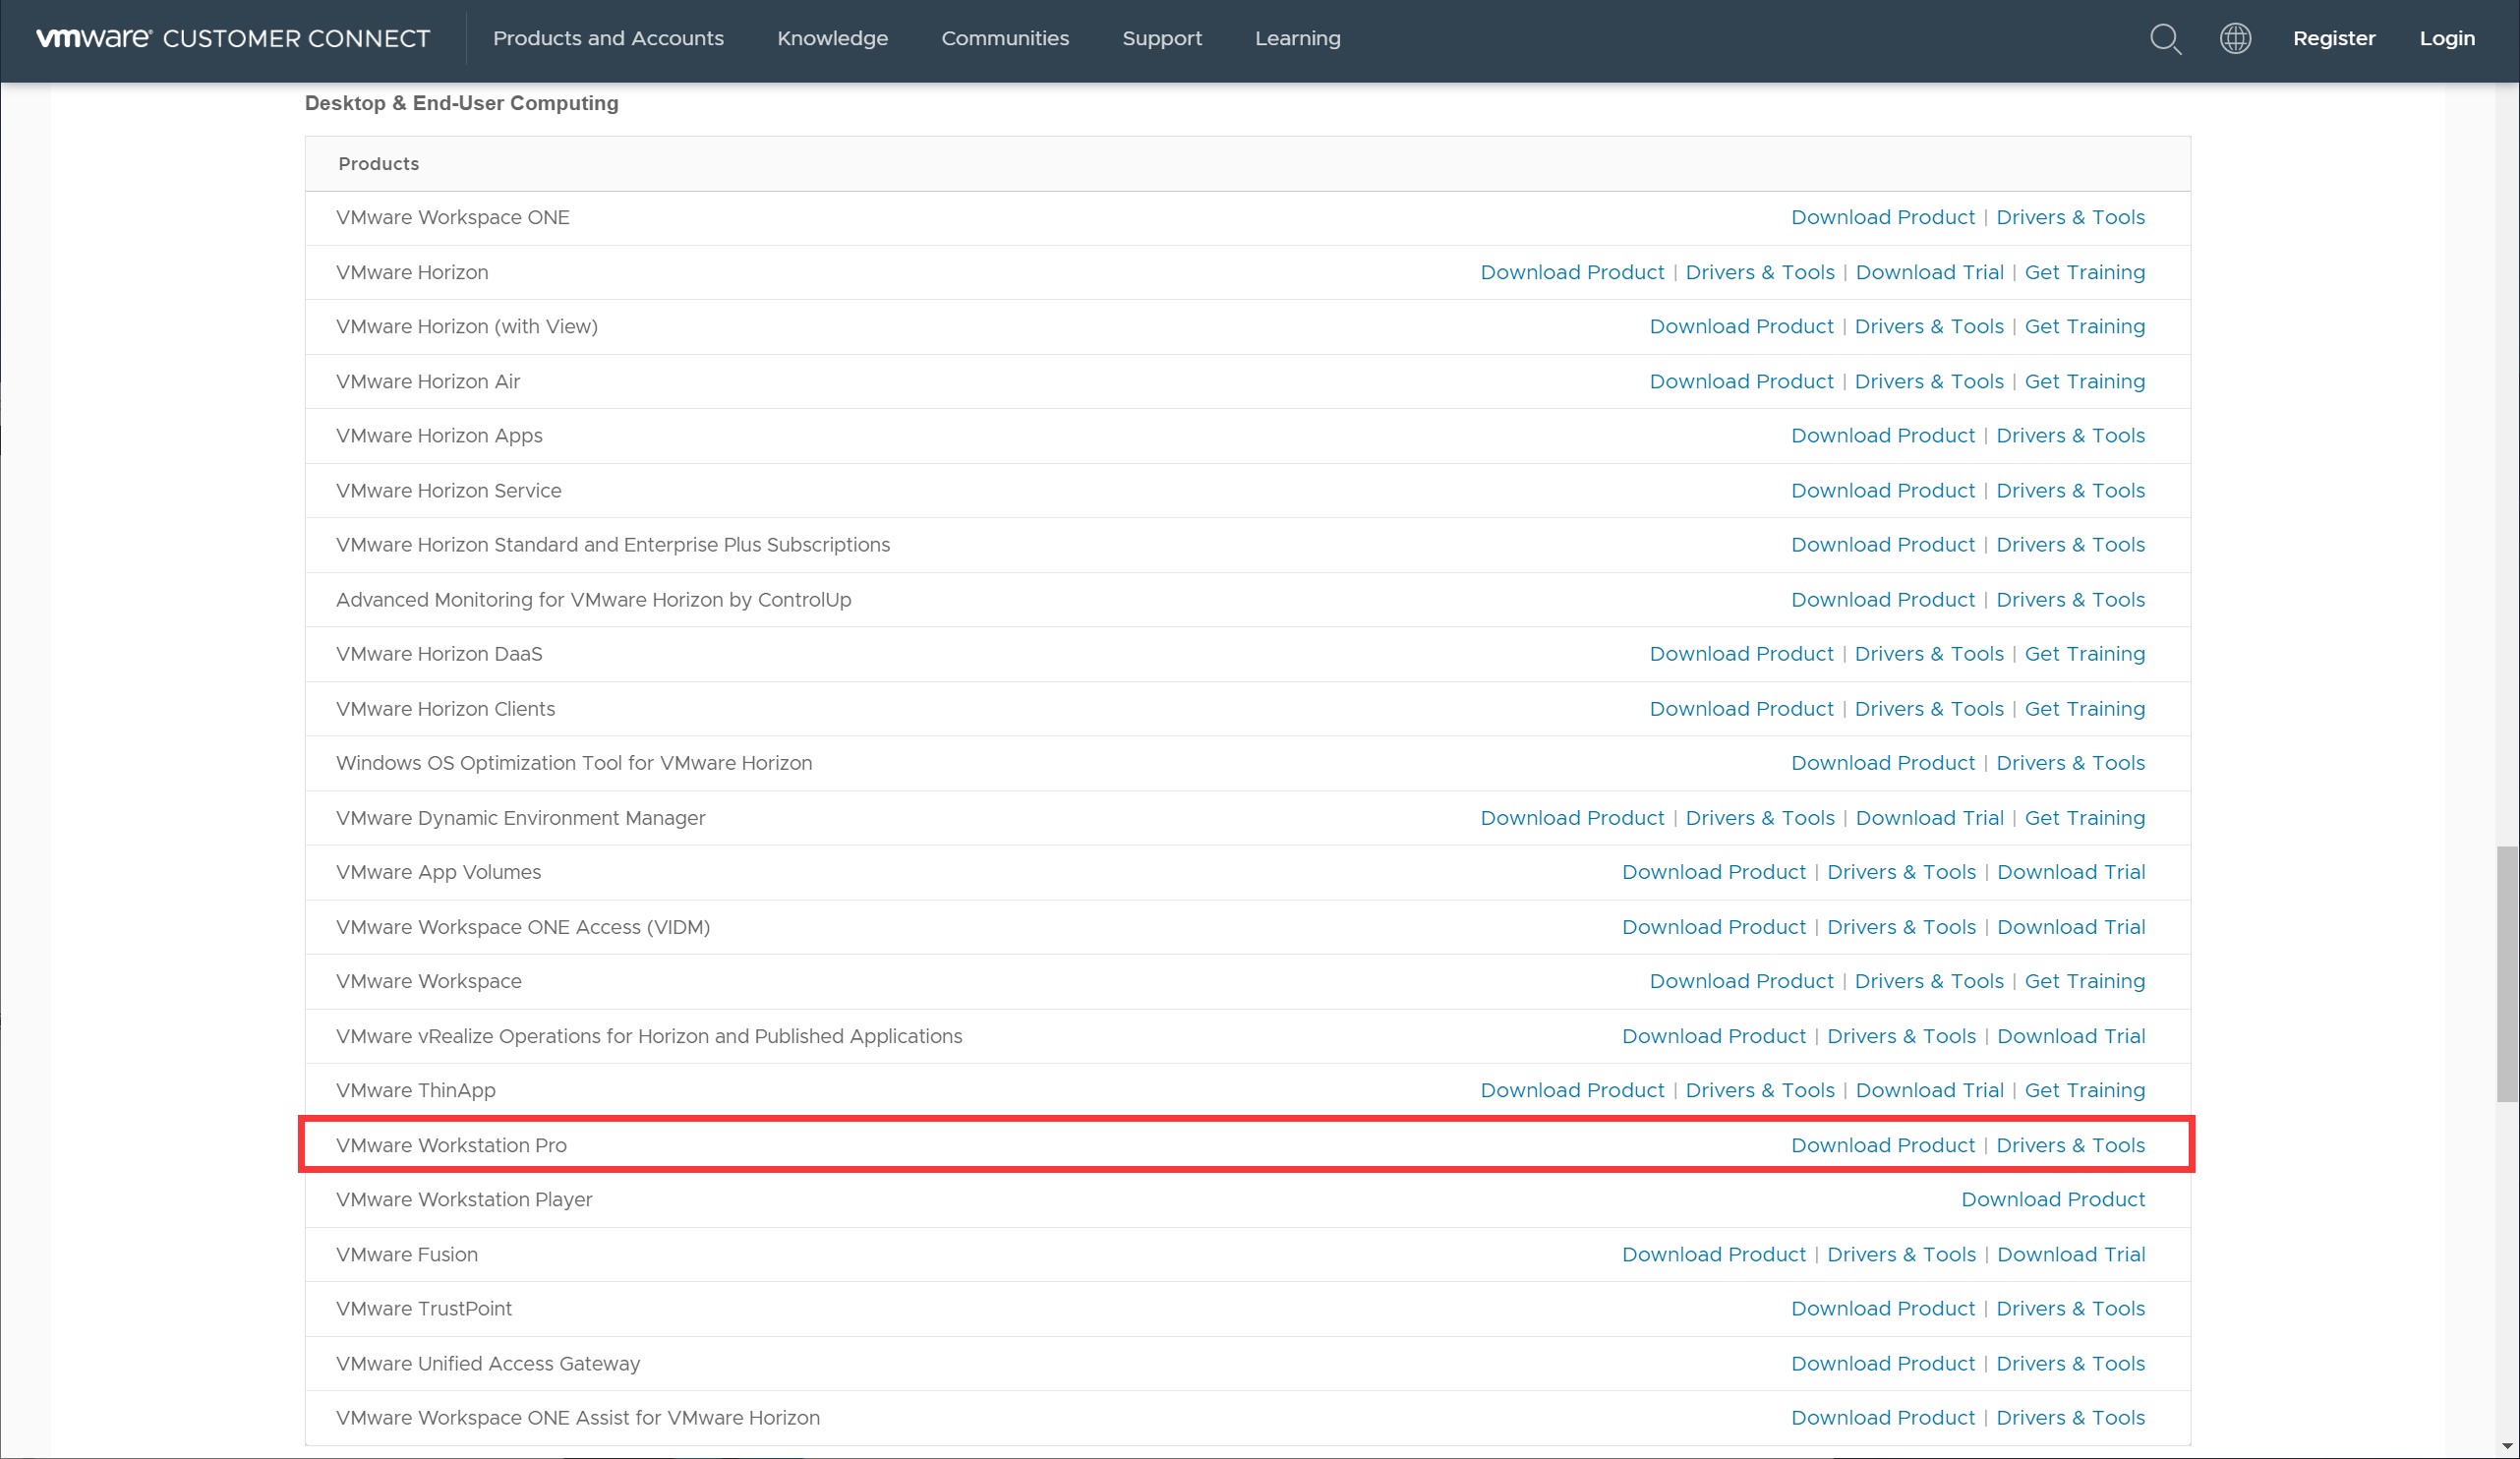 vmware® CUSTOMER CONNECT Products and Accounts Knowledge Communities Support Learning Register Login
Desktop & End-User Computing
Products
VMware Workspace ONE Download Product | Drivers & Tools
VMware Horizon Download Product | Drivers & Tools | Download Trial | Get Training
VMware Horizon (with View) Download Product | Drivers & Tools | Get Training
VMware Horizon Air Download Product | Drivers & Tools | Get Training
VMware Horizon Apps Download Product | Drivers & Tools
VMware Horizon Service Download Product | Drivers & Tools
VMware Horizon Standard and Enterprise Plus Subscriptions Download Product | Drivers & Tools
Advanced Monitoring for VMware Horizon by ControlUp Download Product | Drivers & Tools
VMware Horizon DaaS Download Product | Drivers & Tools | Get Training
VMware Horizon Clients Download Product | Drivers & Tools | Get Training
Windows OS Optimization Tool for VMware Horizon Download Product | Drivers & Tools
VMware Dynamic Environment Manager Download Product | Drivers & Tools | Download Trial | Get Training
VMware App Volumes Download Product | Drivers & Tools | Download Trial
VMware Workspace ONE Access (VIDM) Download Product | Drivers & Tools | Download Trial
VMware Workspace Download Product | Drivers & Tools | Get Training
VMware vRealize Operations for Horizon and Published Applications Download Product | Drivers & Tools | Download Trial
VMware ThinApp Download Product | Drivers & Tools | Download Trial | Get Training
VMware Workstation Pro Download Product | Drivers & Tools
VMware Workstation Player Download Product
VMware Fusion Download Product | Drivers & Tools | Download Trial
VMware TrustPoint Download Product | Drivers & Tools
VMware Unified Access Gateway Download Product | Drivers & Tools
VMware Workspace ONE Assist for VMware Horizon Download Product | Drivers & Tools